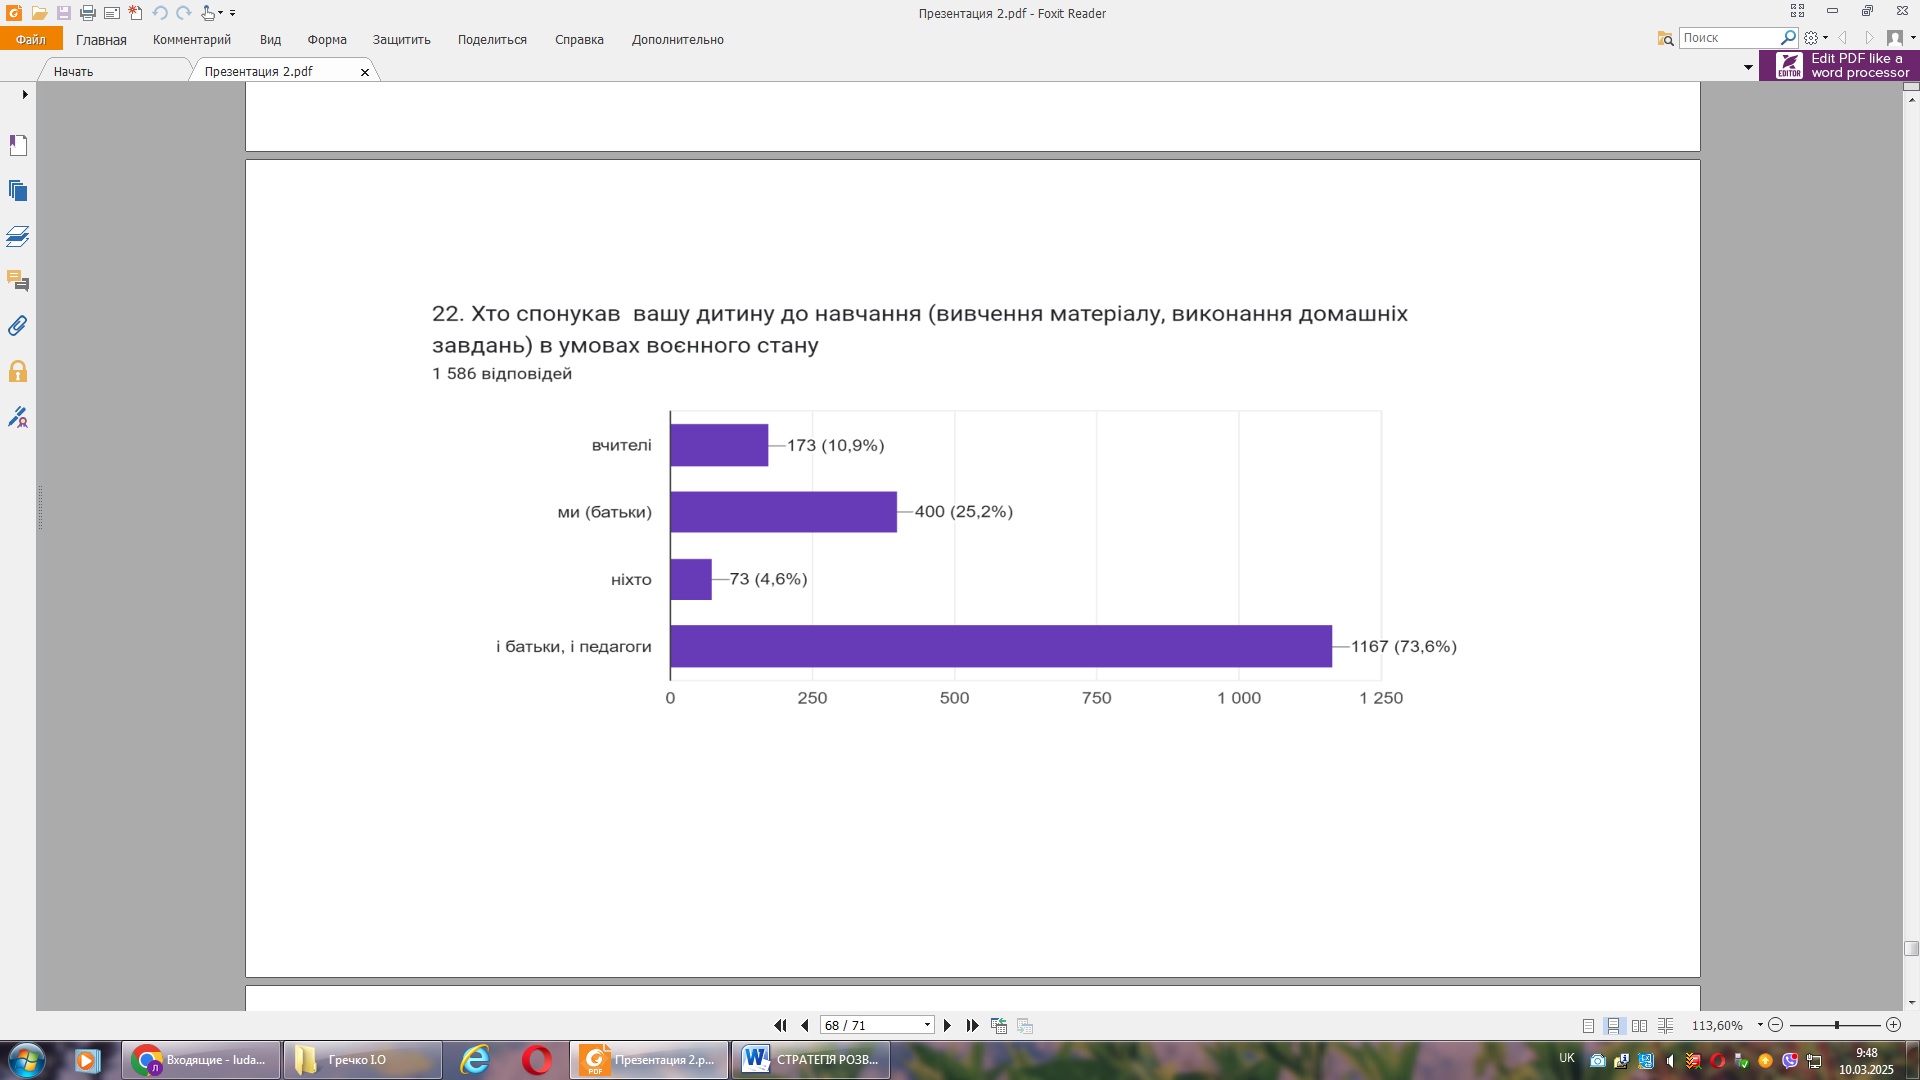 Презентация 2.pdf - Foxit Reader
Файл Главная Комментарий Вид Форма Защитить Поделиться Справка Дополнительно
Поиск
Начать
Презентация 2.pdf
EDITOR
Edit PDF like a
word processor
22. Хто спонукав вашу дитину до навчання (вивчення матеріалу, виконання домашніх
завдань) в умовах воєнного стану
1 586 відповідей
вчителі 173 (10,9%)
ми (батьки) 400 (25,2%)
ніхто 73 (4,6%)
і батьки, і педагоги 1167 (73,6%)
0 250 500 750 1 000 1 250
68 / 71
113,60%
Входящие - luda...
Гречко І.О
Презентация 2.p...
СТРАТЕГІЯ РОЗВ...
UK
9:48
10.03.2025